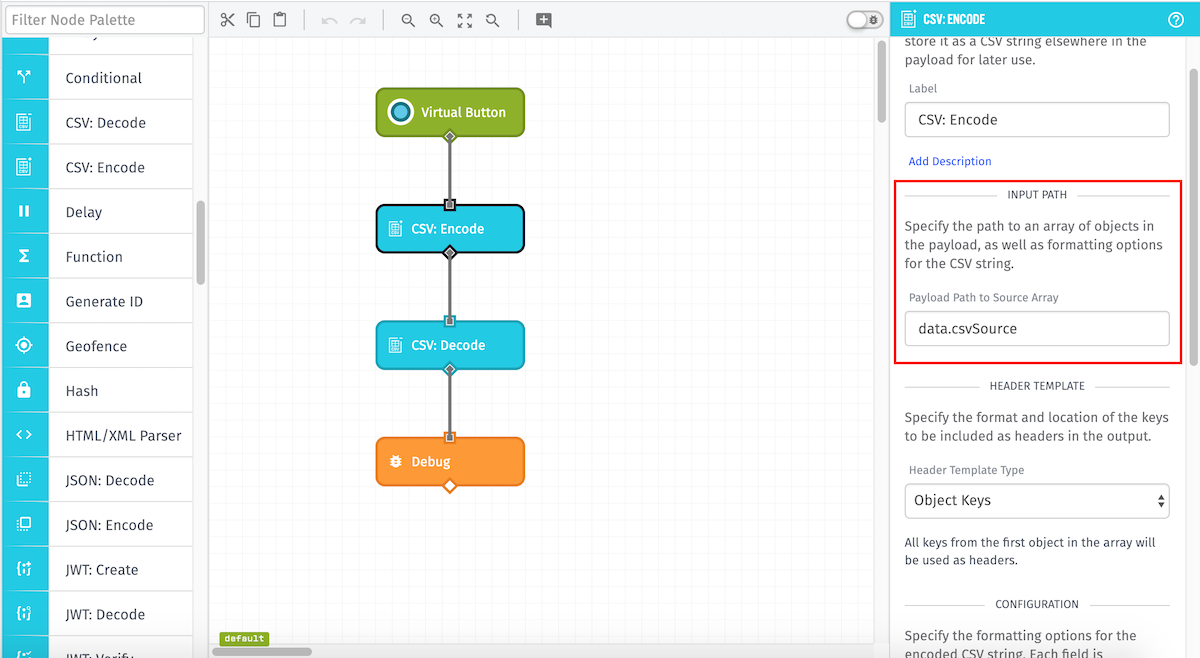 Filter Node Palette
Conditional
CSV: Decode
CSV: Encode
Delay
Function
Generate ID
Geofence
Hash
HTML/XML Parser
JSON: Decode
JSON: Encode
JWT: Create
JWT: Decode
JWT: Verify
Virtual Button
CSV: Encode
CSV: Decode
Debug
default
CSV: ENCODE
store it as a CSV string elsewhere in the
payload for later use.
Label
CSV: Encode
Add Description
INPUT PATH
Specify the path to an array of objects in
the payload, as well as formatting options
for the CSV string.
Payload Path to Source Array
data.csvSource
HEADER TEMPLATE
Specify the format and location of the keys
to be included as headers in the output.
Header Template Type
Object Keys
All keys from the first object in the array will
be used as headers.
CONFIGURATION
Specify the formatting options for the
encoded CSV string. Each field is